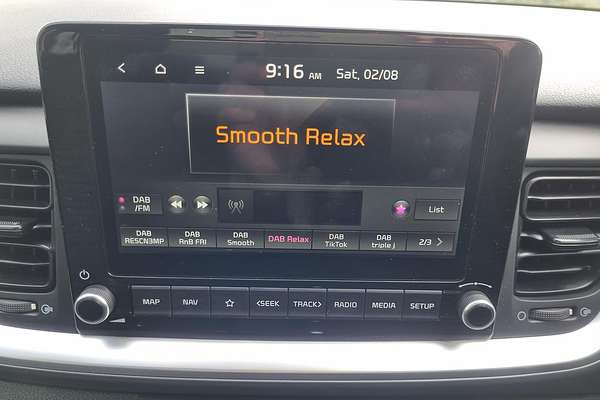 9:16 AM Sat, 02/08
Smooth Relax
DAB
/FM
List
DAB
RESCN3MP
DAB
RnB FRI
DAB
Smooth
DAB Relax
DAB
TikTok
DAB
triple j
2/3
MAP NAV <SEEK TRACK> RADIO MEDIA SETUP